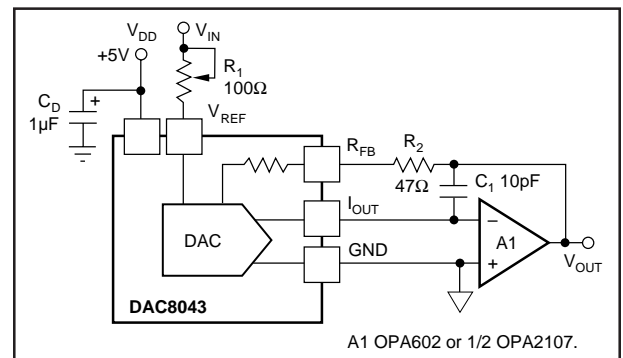 V_DD
+5V
V_IN
R_1
100Ω
C_D
+
1µF
V_REF
R_FB
R_2
47Ω
C_1 10pF
I_OUT
DAC
–
A1
+
V_OUT
GND
DAC8043
A1 OPA602 or 1/2 OPA2107.